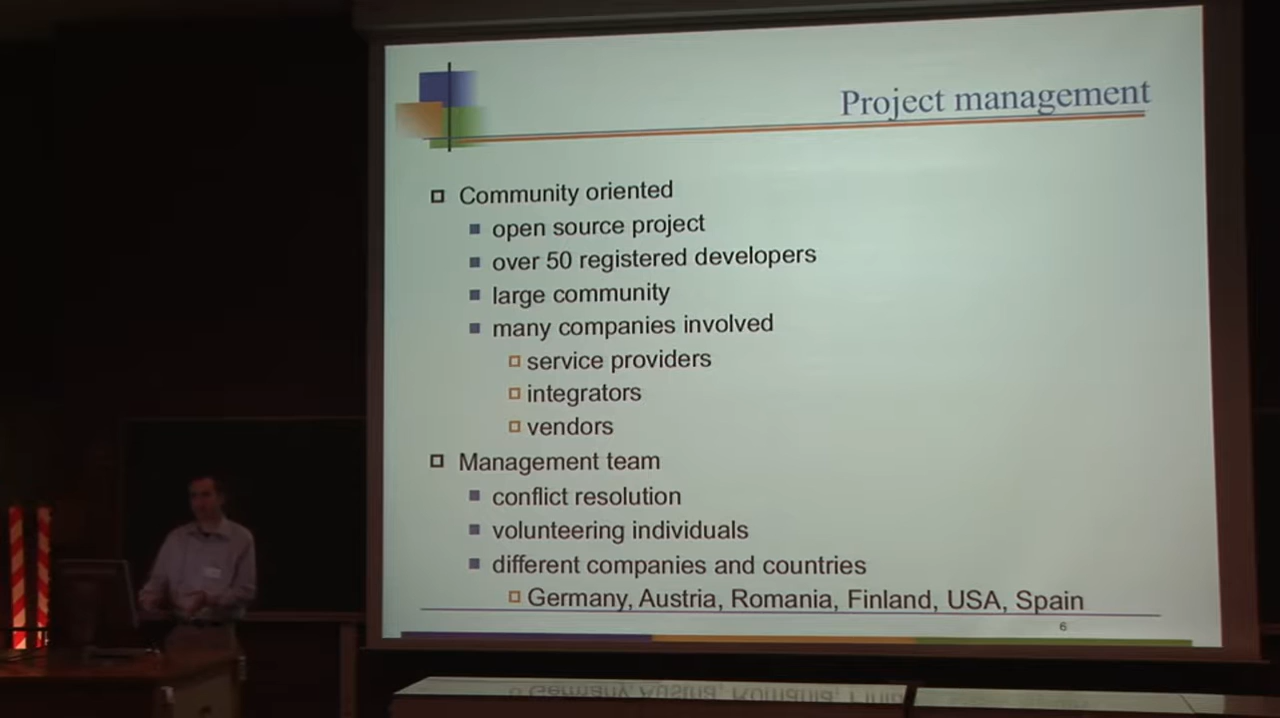 Project management
Community oriented
open source project
over 50 registered developers
large community
many companies involved
service providers
integrators
vendors
Management team
conflict resolution
volunteering individuals
different companies and countries
Germany, Austria, Romania, Finland, USA, Spain
6